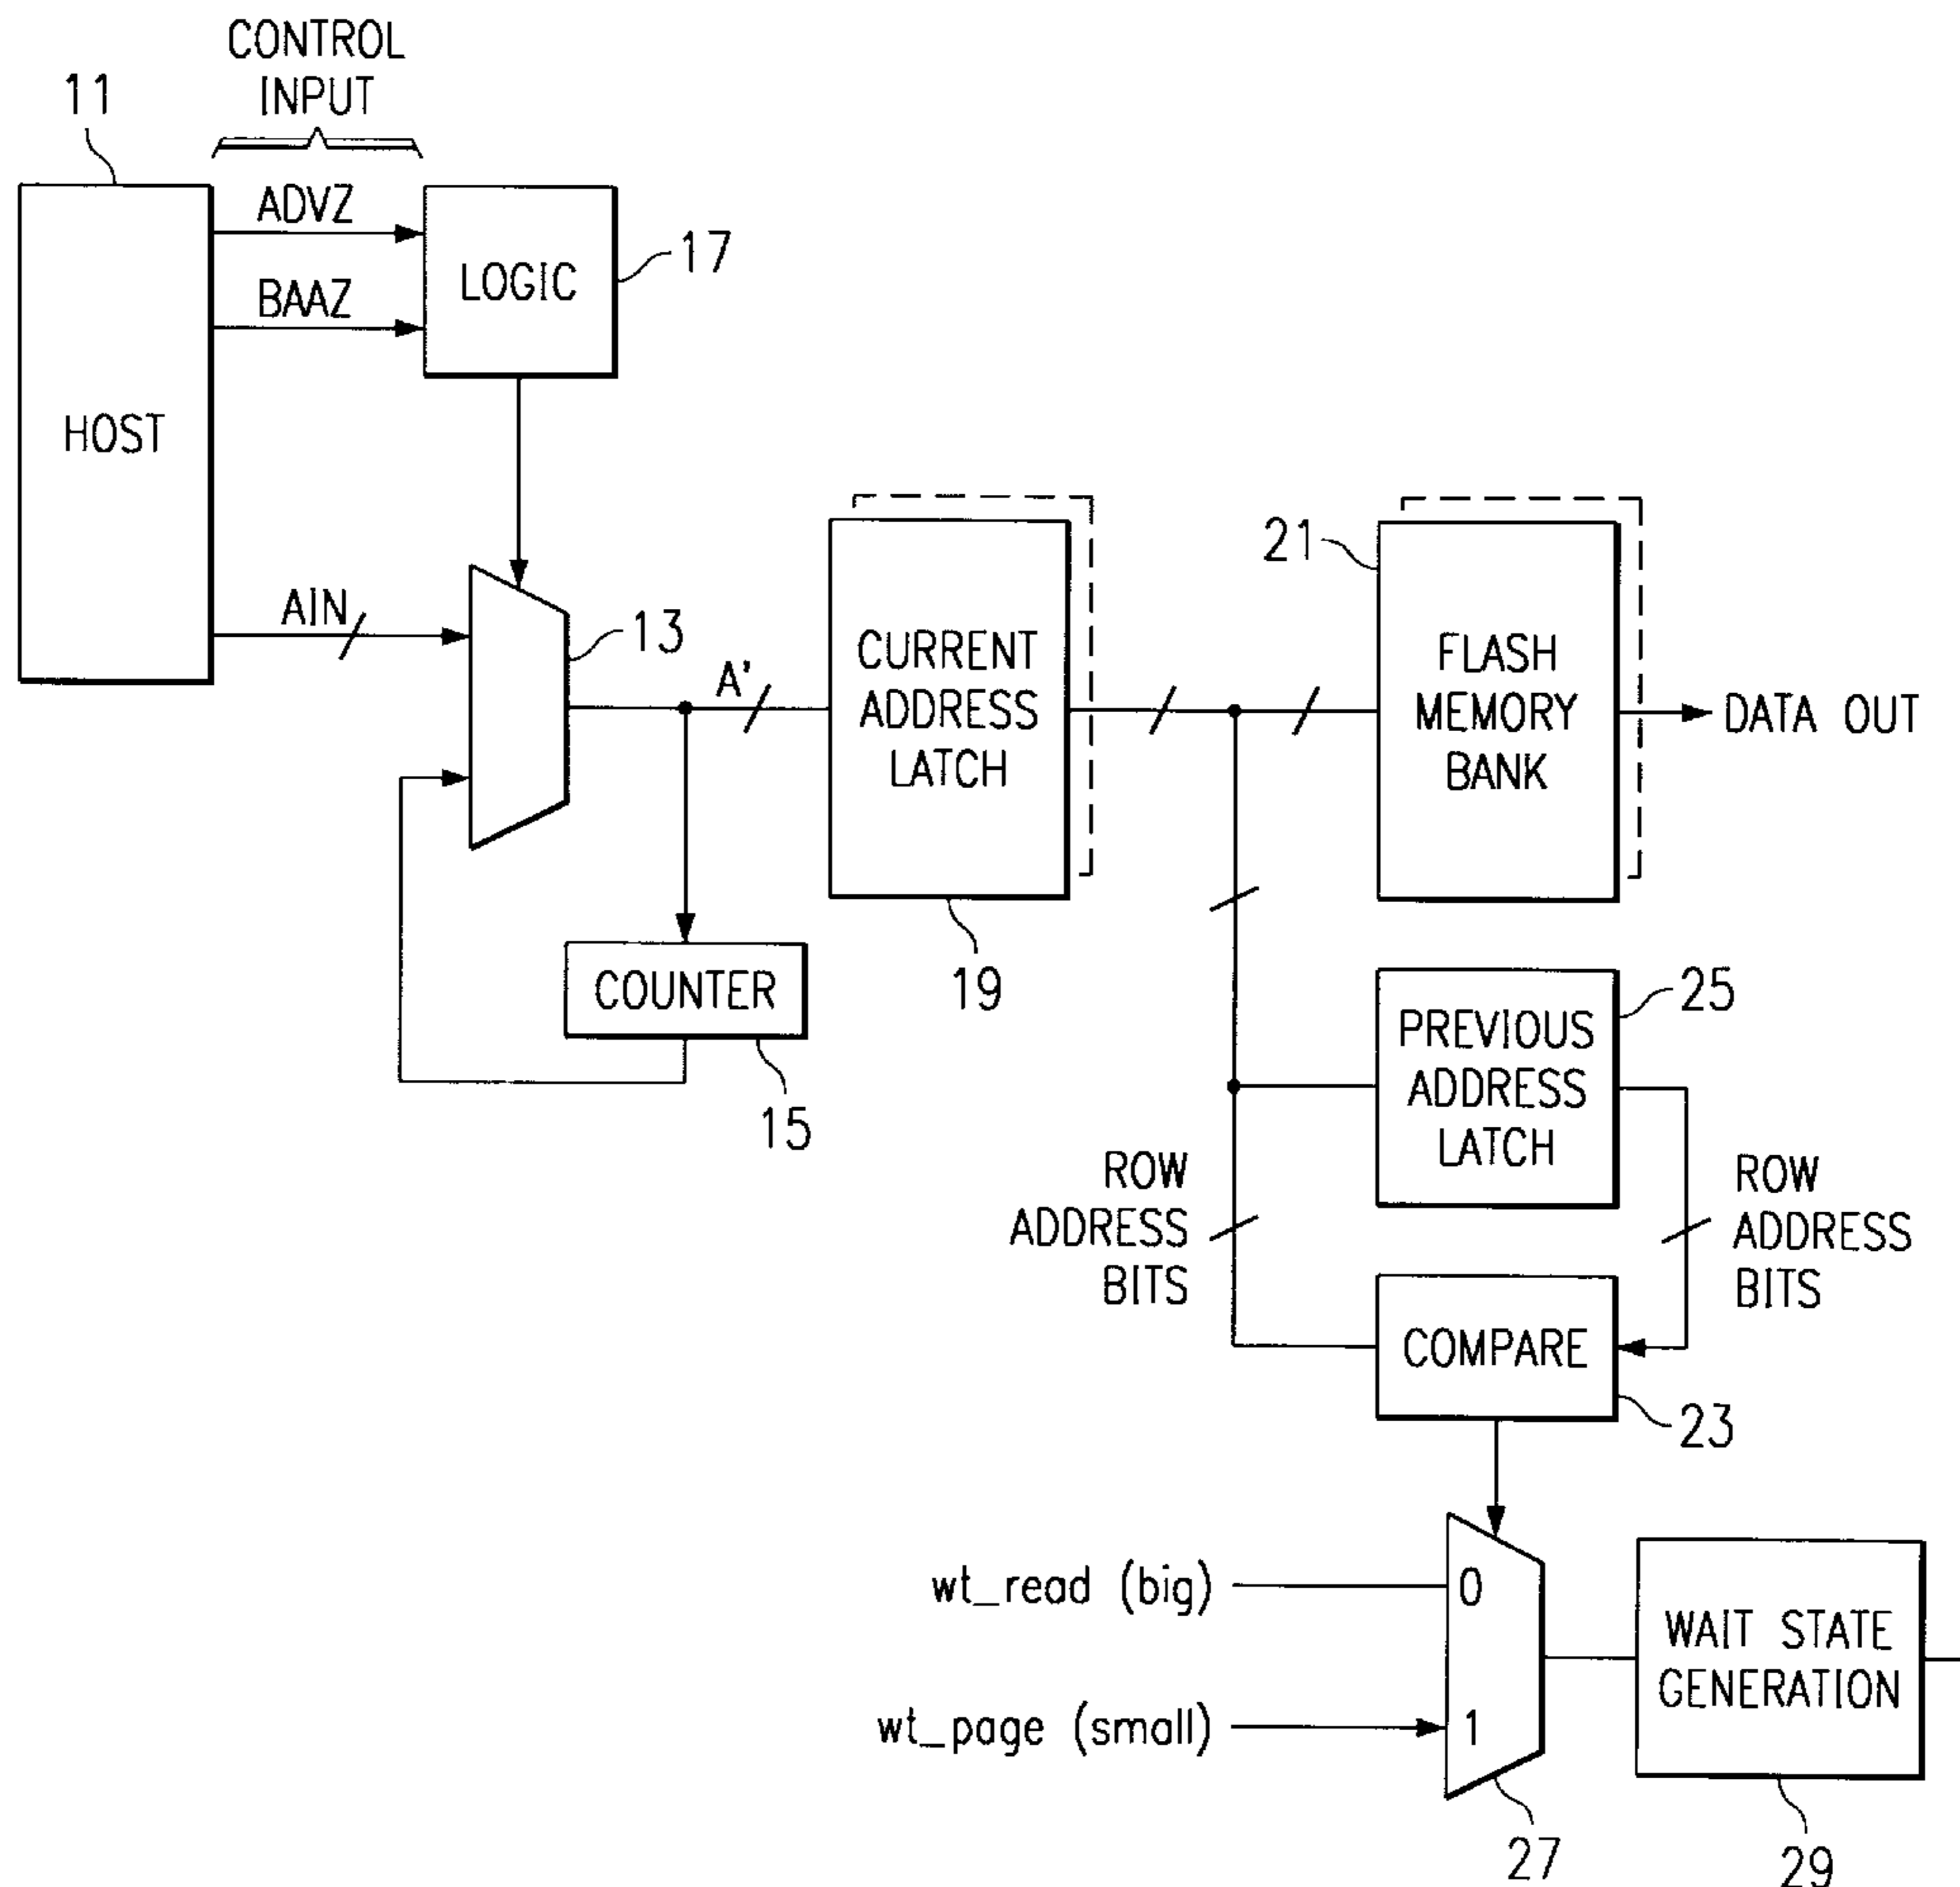 CONTROL
INPUT
11
ADVZ
BAAZ
LOGIC
17
HOST
AIN
13
A'
CURRENT
ADDRESS
LATCH
19
21
FLASH
MEMORY
BANK
DATA OUT
COUNTER
15
PREVIOUS
ADDRESS
LATCH
25
ROW
ADDRESS
BITS
ROW
ADDRESS
BITS
COMPARE
23
wt_read (big)
0
wt_page (small)
1
27
WAIT STATE
GENERATION
29